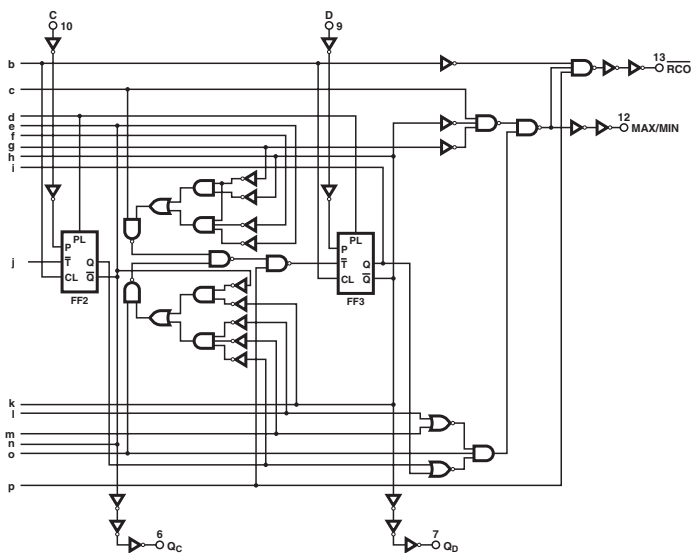 C
10
D
9
b
13
RCO
c
d
12
MAX/MIN
e
f
g
h
i
PL
P
T Q
CL Q
FF2
PL
P
T Q
CL Q
FF3
j
k
l
m
n
o
p
6
QC
7
QD